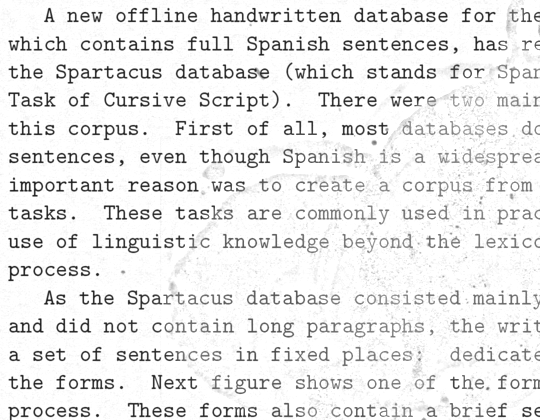 A new offline handwritten database for the
which contains full Spanish sentences, has re
the Spartacus database (which stands for Span
Task of Cursive Script). There were two main
this corpus. First of all, most databases do
sentences, even though Spanish is a widesprea
important reason was to create a corpus from
tasks. These tasks are commonly used in prac
use of linguistic knowledge beyond the lexico
process.
As the Spartacus database consisted mainly
and did not contain long paragraphs, the writ
a set of sentences in fixed places: dedicate
the forms. Next figure shows one of the form
process. These forms also contain a brief se